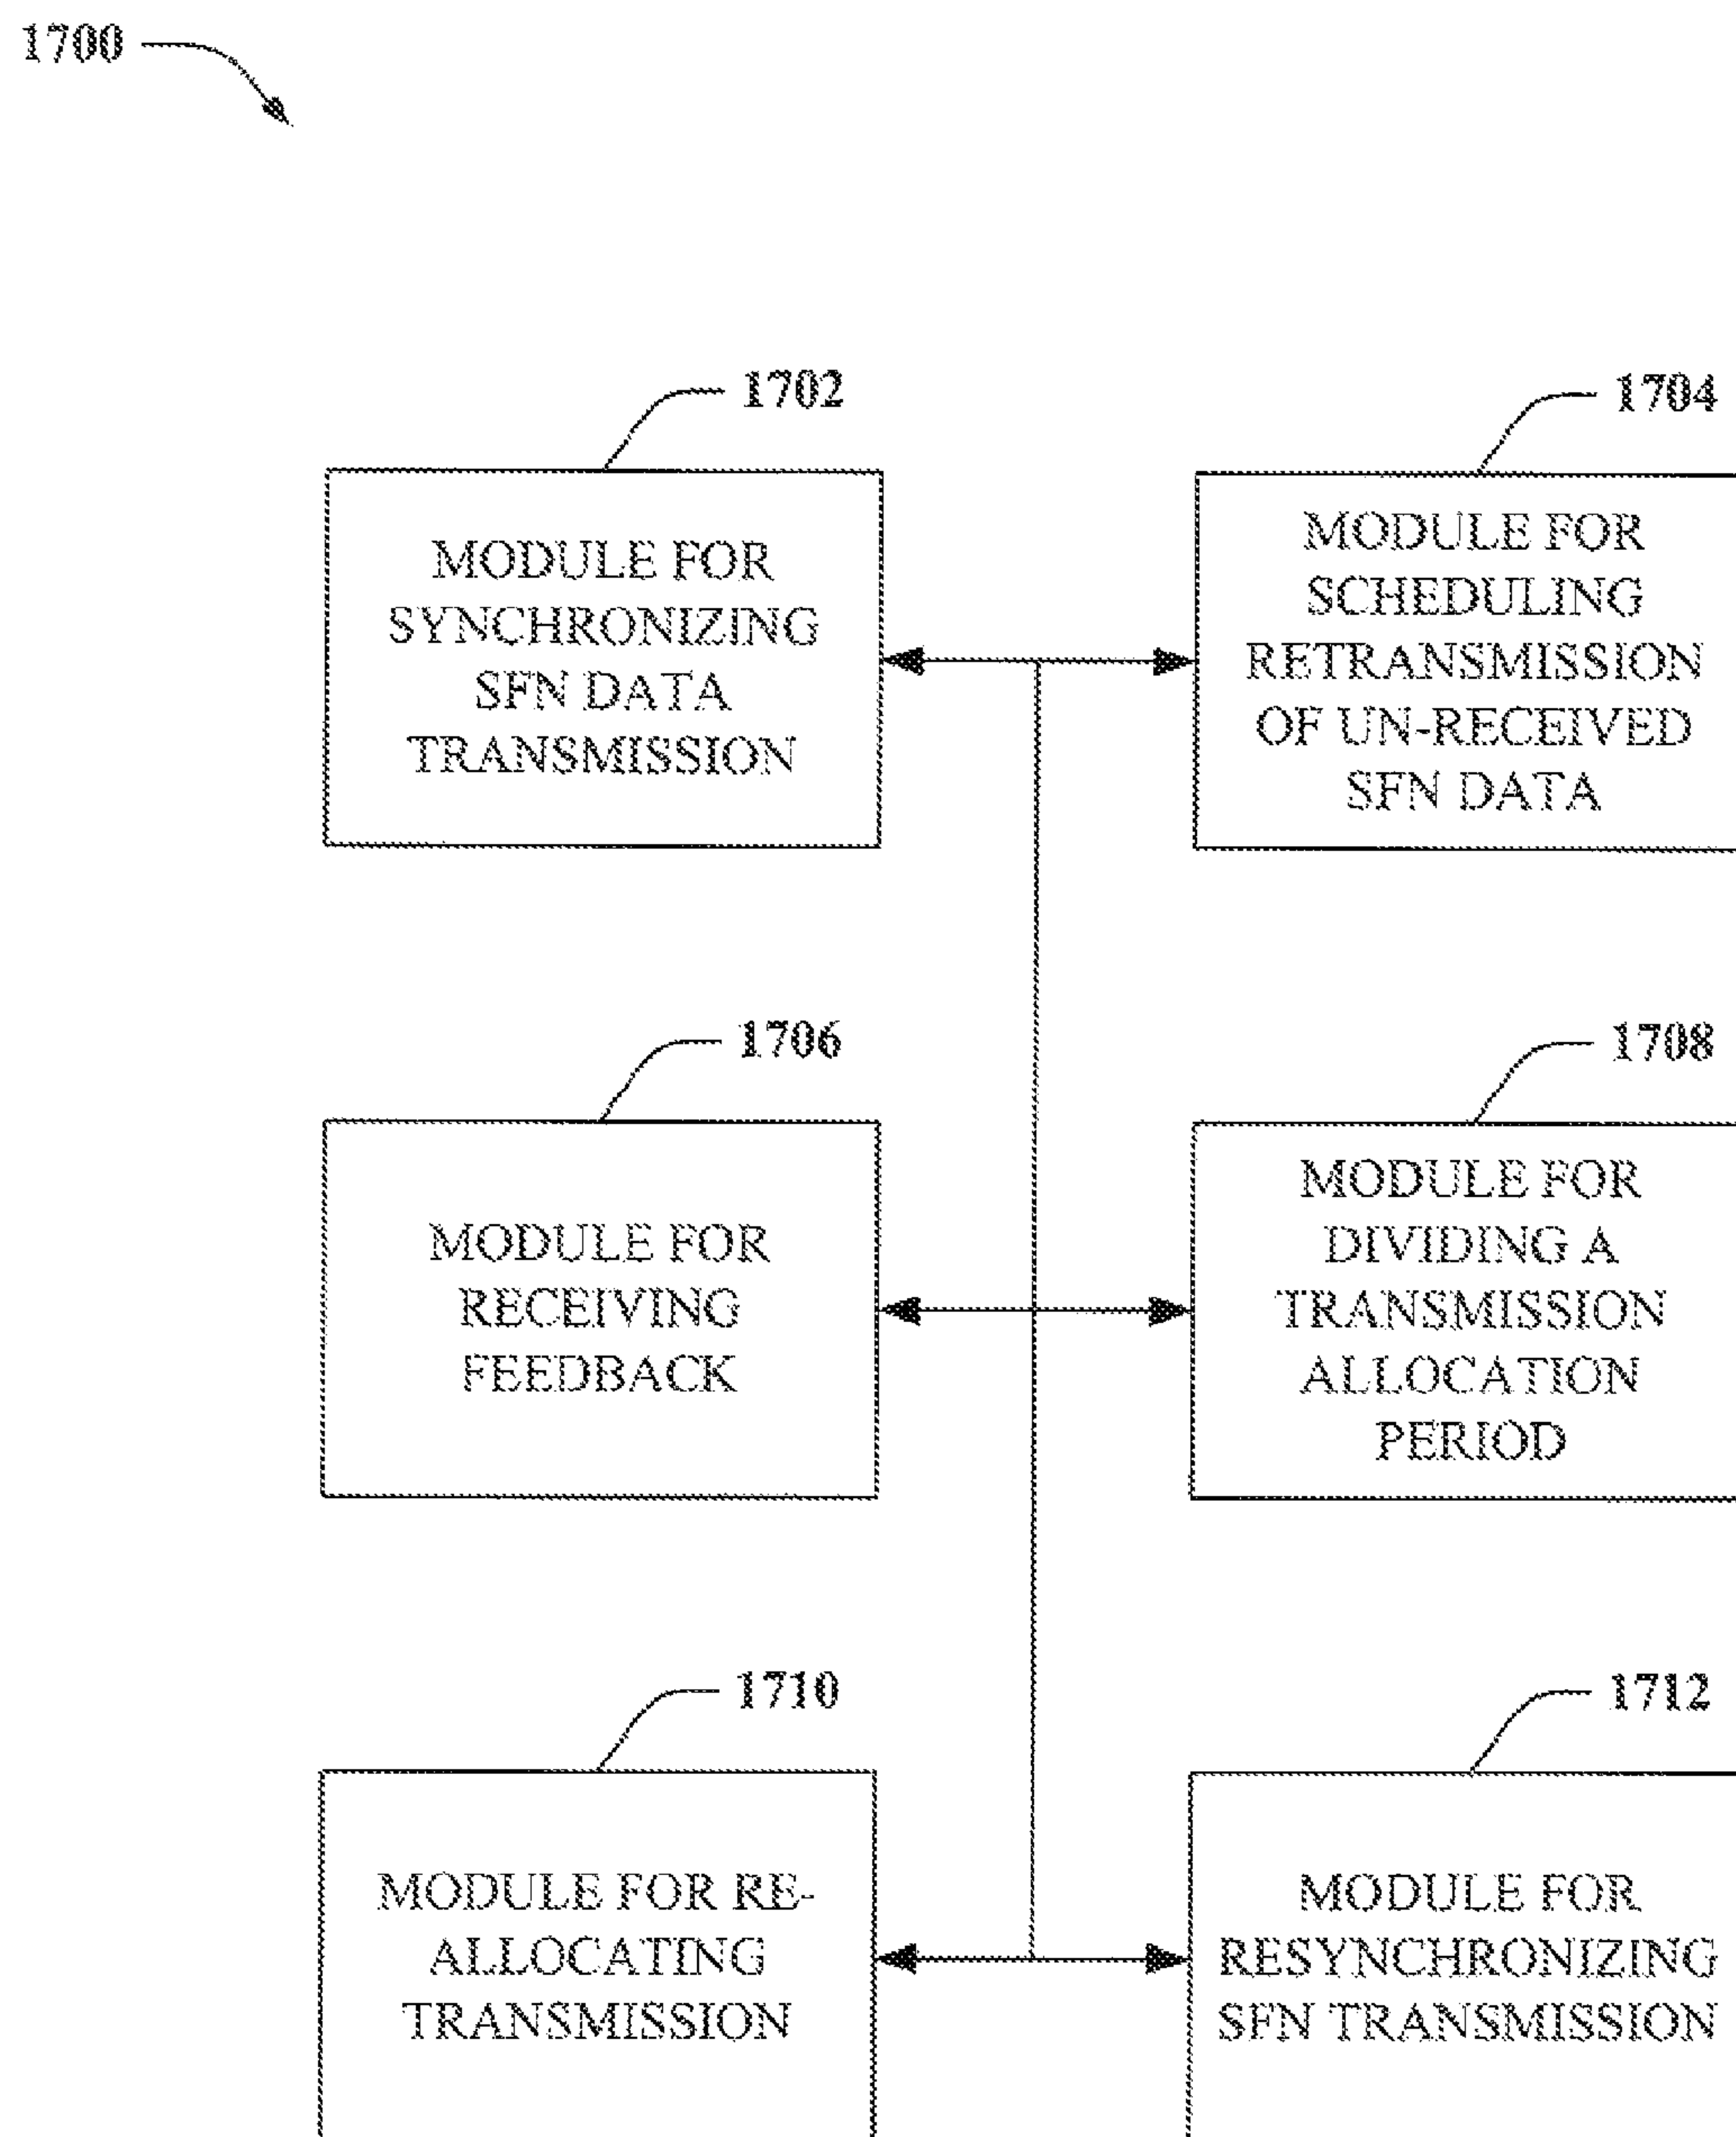 1700
1702
MODULE FOR
SYNCHRONIZING
SFN DATA
TRANSMISSION
1704
MODULE FOR
SCHEDULING
RETRANSMISSION
OF UN-RECEIVED
SFN DATA
1706
MODULE FOR
RECEIVING
FEEDBACK
1708
MODULE FOR
DIVIDING A
TRANSMISSION
ALLOCATION
PERIOD
1710
MODULE FOR RE-
ALLOCATING
TRANSMISSION
1712
MODULE FOR
RESYNCHRONIZING
SFN TRANSMISSION